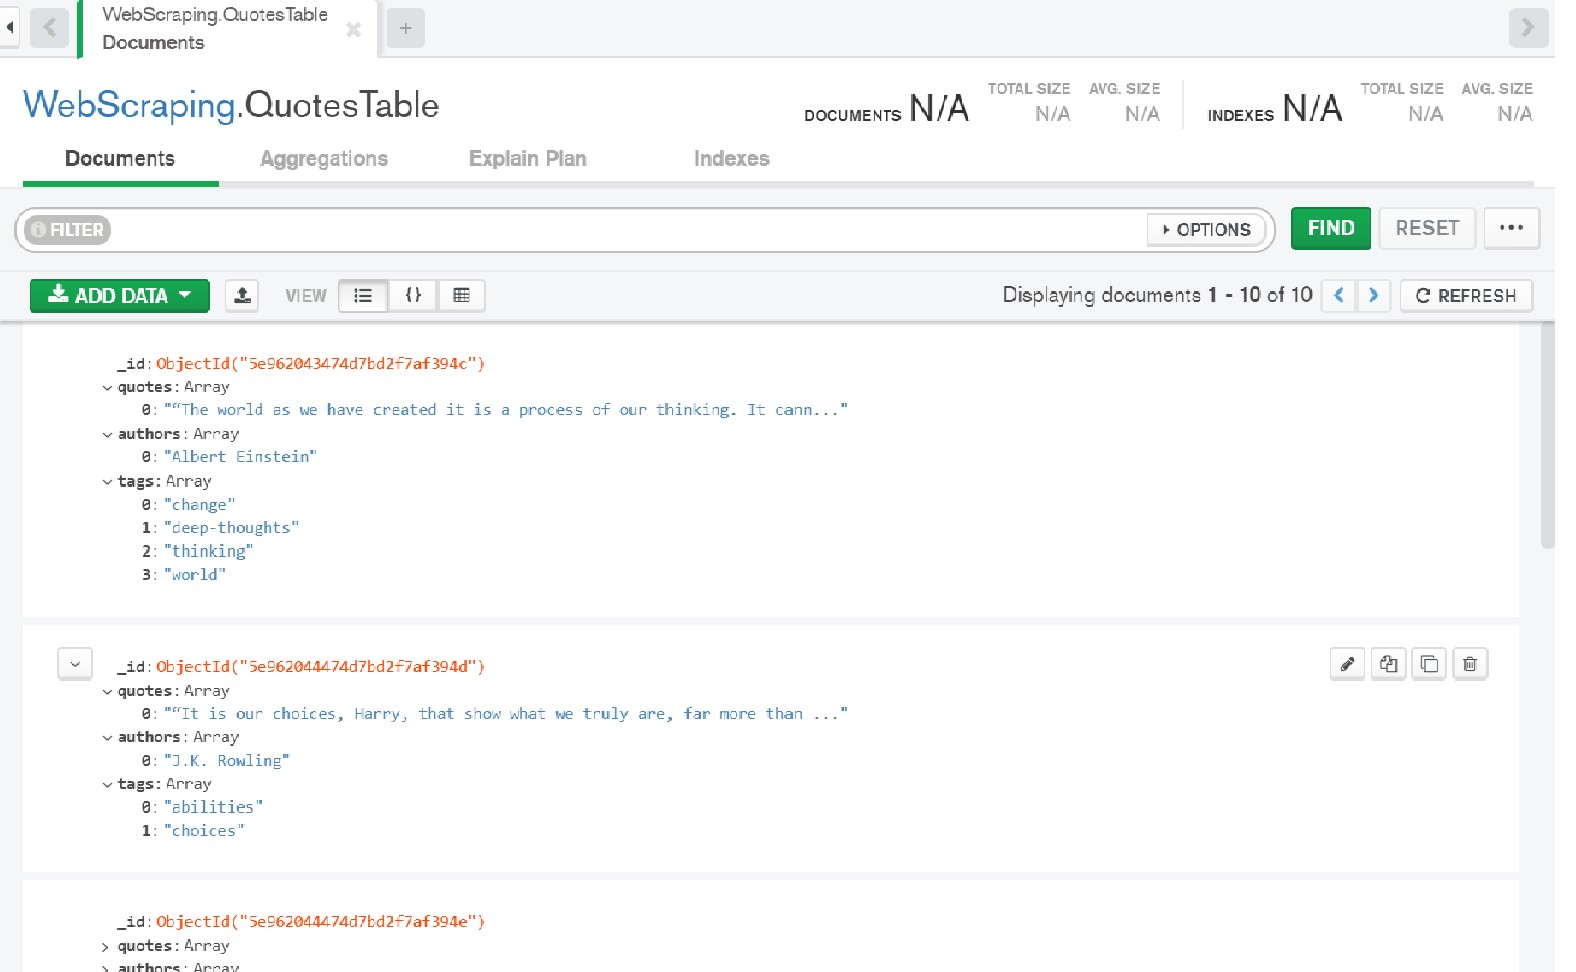 WebScraping.QuotesTable
Documents
WebScraping.QuotesTable
DOCUMENTS N/A TOTAL SIZE N/A AVG. SIZE N/A INDEXES N/A TOTAL SIZE N/A AVG. SIZE N/A
Documents Aggregations Explain Plan Indexes
FILTER OPTIONS FIND RESET ...
ADD DATA VIEW {} Displaying documents 1 - 10 of 10 < > REFRESH
_id: ObjectId("5e962043474d7bd2f7af394c")
quotes: Array
0: "“The world as we have created it is a process of our thinking. It cann..."
authors: Array
0: "Albert Einstein"
tags: Array
0: "change"
1: "deep-thoughts"
2: "thinking"
3: "world"
_id: ObjectId("5e962044474d7bd2f7af394d")
quotes: Array
0: "“It is our choices, Harry, that show what we truly are, far more than ..."
authors: Array
0: "J.K. Rowling"
tags: Array
0: "abilities"
1: "choices"
_id: ObjectId("5e962044474d7bd2f7af394e")
quotes: Array
authors: Array